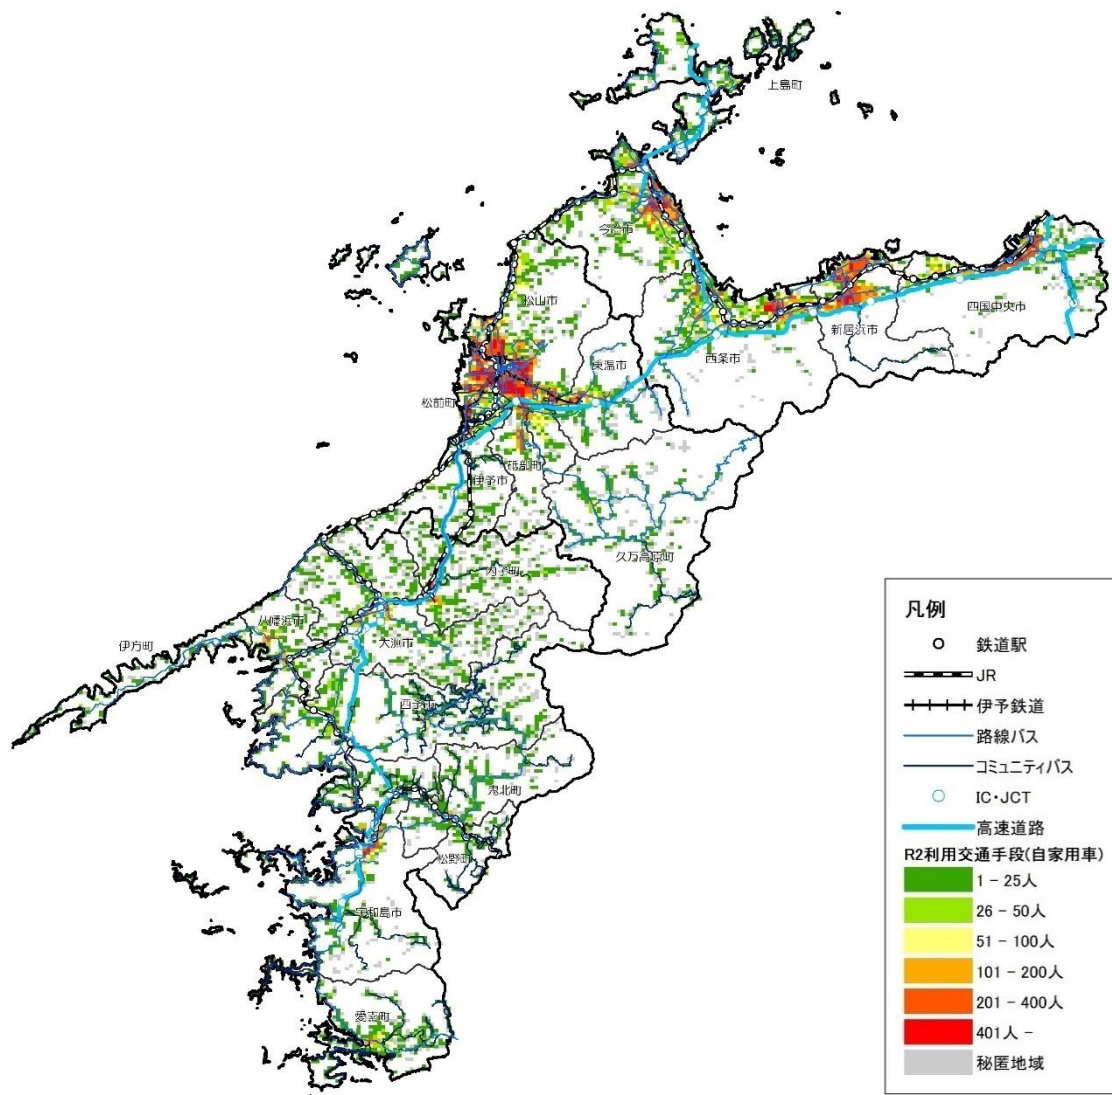 上島町
今治市
四国中央市
新居浜市
松山市
西条市
東温市
松前町
砥部町
伊予市
久万高原町
内子町
八幡浜市
伊方町
大洲市
西予市
鬼北町
松野町
宇和島市
愛南町
凡例
鉄道駅
JR
伊予鉄道
路線バス
コミュニティバス
IC・JCT
高速道路
R2利用交通手段(自家用車)
1 - 25人
26 - 50人
51 - 100人
101 - 200人
201 - 400人
401人 -
秘匿地域